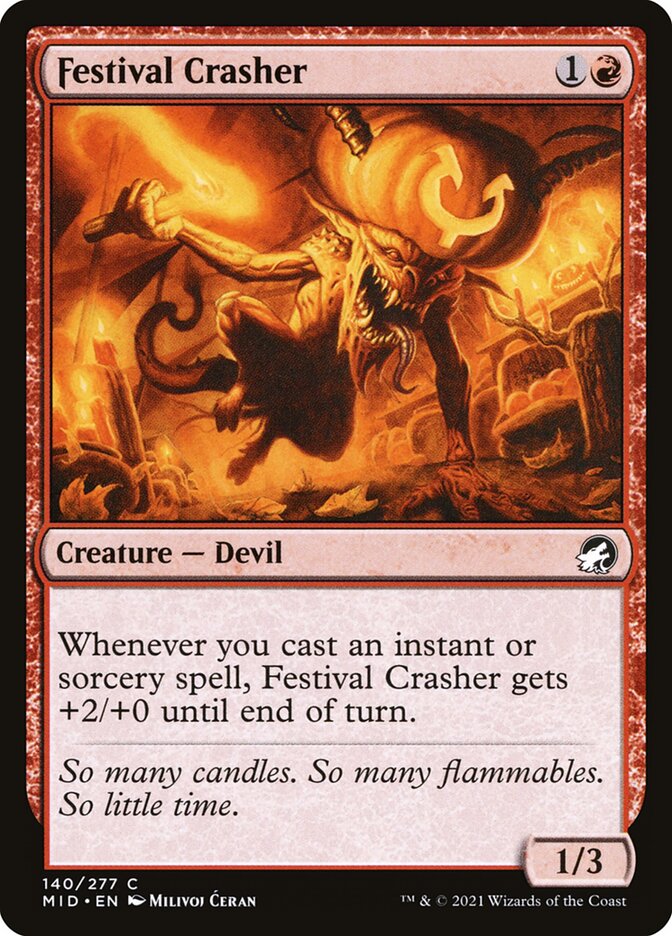 Festival Crasher 1
Creature — Devil
Whenever you cast an instant or
sorcery spell, Festival Crasher gets
+2/+0 until end of turn.
So many candles. So many flammables.
So little time.
1/3
140/277 C
MID • EN Milivoj Ćeran ™ & © 2021 Wizards of the Coast